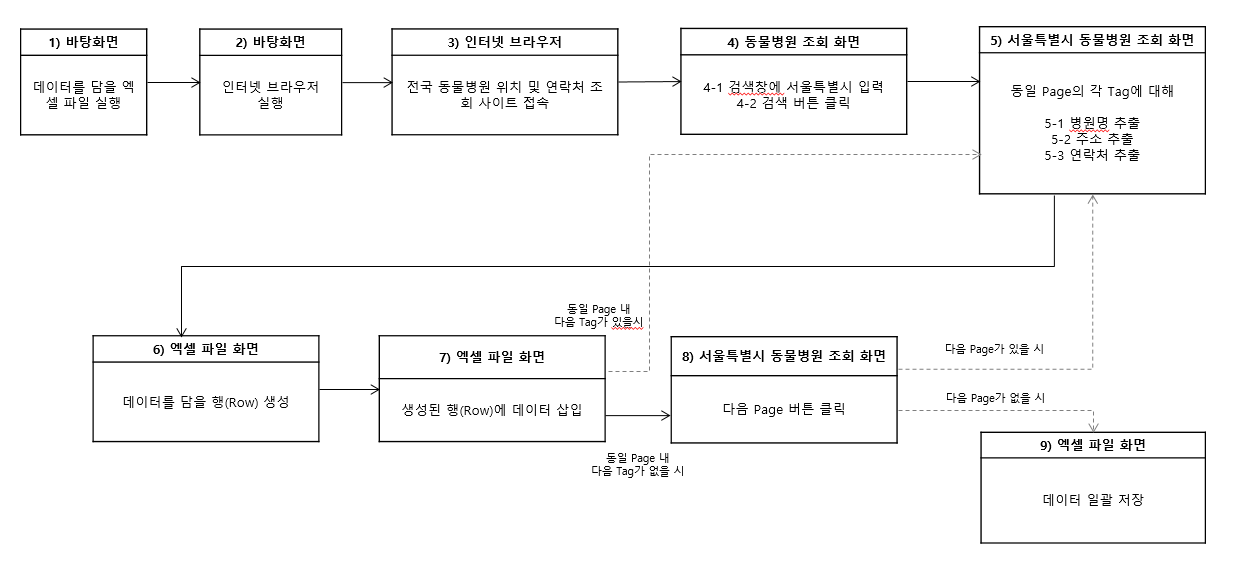 1) 바탕화면
데이터를 담을 엑
셀 파일 실행
2) 바탕화면
인터넷 브라우저
실행
3) 인터넷 브라우저
전국 동물병원 위치 및 연락처 조
회 사이트 접속
4) 동물병원 조회 화면
4-1 검색창에 서울특별시 입력
4-2 검색 버튼 클릭
5) 서울특별시 동물병원 조회 화면
동일 Page의 각 Tag에 대해
5-1 병원명 추출
5-2 주소 추출
5-3 연락처 추출
6) 엑셀 파일 화면
데이터를 담을 행(Row) 생성
7) 엑셀 파일 화면
생성된 행(Row)에 데이터 삽입
동일 Page 내
다음 Tag가 있을시
동일 Page 내
다음 Tag가 없을 시
8) 서울특별시 동물병원 조회 화면
다음 Page 버튼 클릭
다음 Page가 있을 시
다음 Page가 없을 시
9) 엑셀 파일 화면
데이터 일괄 저장